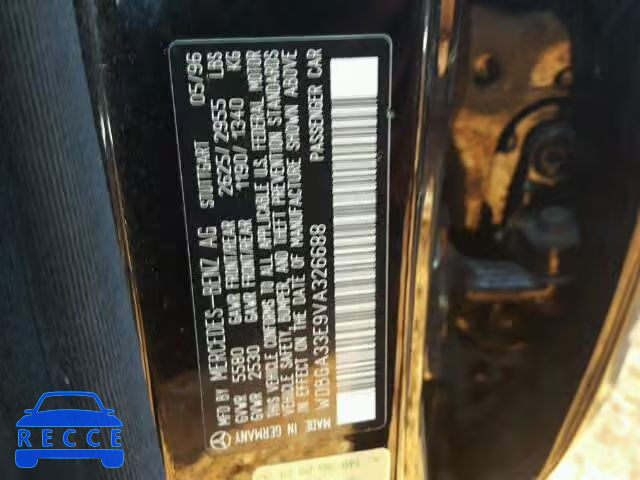 MFD BY MERCEDES-BENZ AG STUTTGART 05/96
GVWR 5580 GAWR FRONT/REAR 2625/2955 LBS
GVWR 2530 GAWR FRONT/REAR 1190/1340 KG
THIS VEHICLE CONFORMS TO ALL APPLICABLE U.S. FEDERAL MOTOR
VEHICLE SAFETY, BUMPER, AND THEFT PREVENTION STANDARDS
IN EFFECT ON THE DATE OF MANUFACTURE SHOWN ABOVE
WDBGA33E9VA326688 PASSENGER CAR
MADE IN GERMANY
RECCE